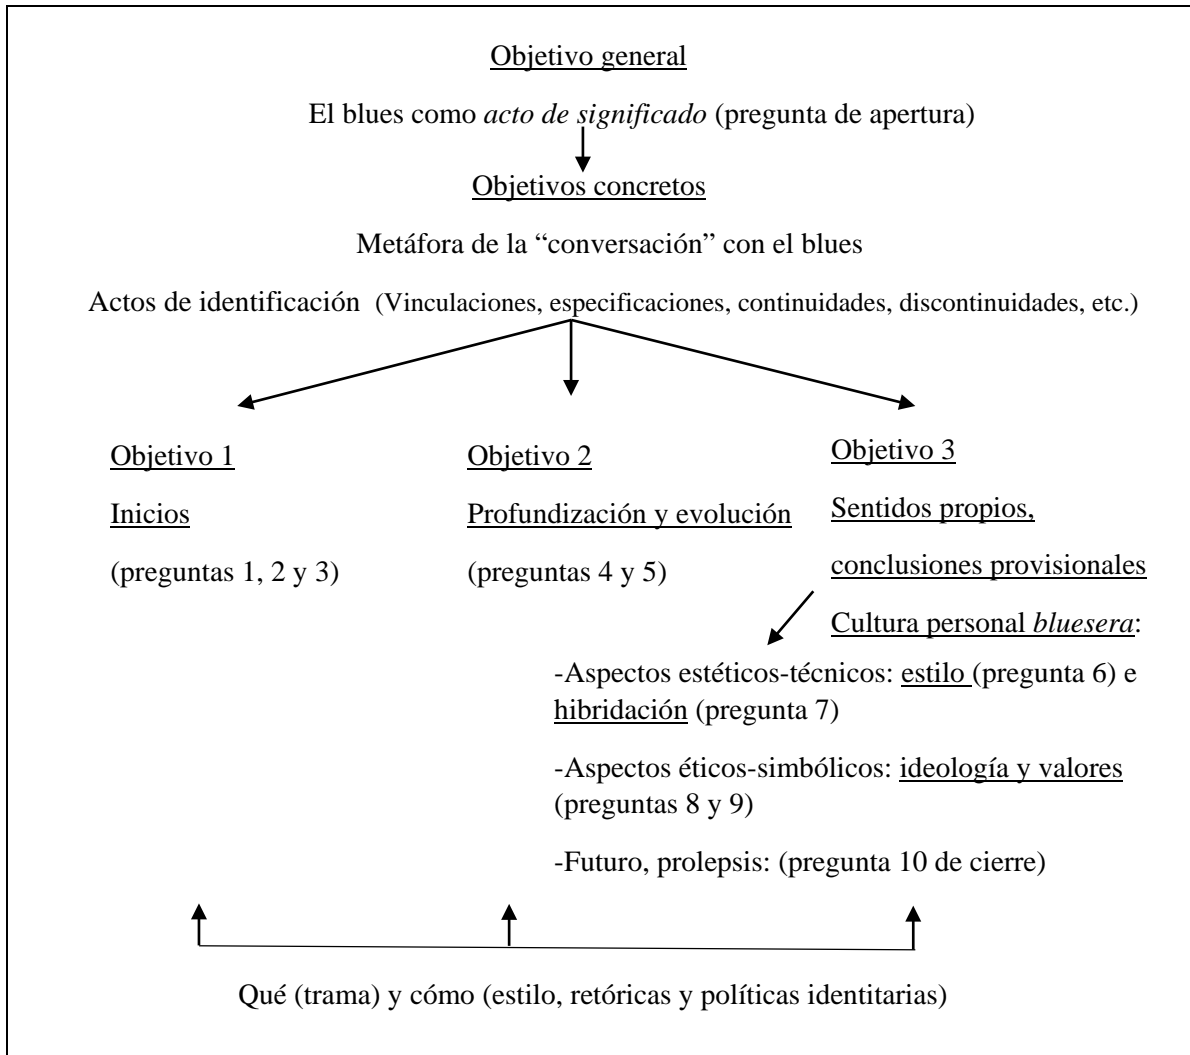 Objetivo general
El blues como acto de significado (pregunta de apertura)
Objetivos concretos
Metáfora de la “conversación” con el blues
Actos de identificación (Vinculaciones, especificaciones, continuidades, discontinuidades, etc.)
Objetivo 1
Inicios
(preguntas 1, 2 y 3)
Objetivo 2
Profundización y evolución
(preguntas 4 y 5)
Objetivo 3
Sentidos propios,
conclusiones provisionales
Cultura personal bluesera:
-Aspectos estéticos-técnicos: estilo (pregunta 6) e
hibridación (pregunta 7)
-Aspectos éticos-simbólicos: ideología y valores
(preguntas 8 y 9)
-Futuro, prolepsis: (pregunta 10 de cierre)
Qué (trama) y cómo (estilo, retóricas y políticas identitarias)